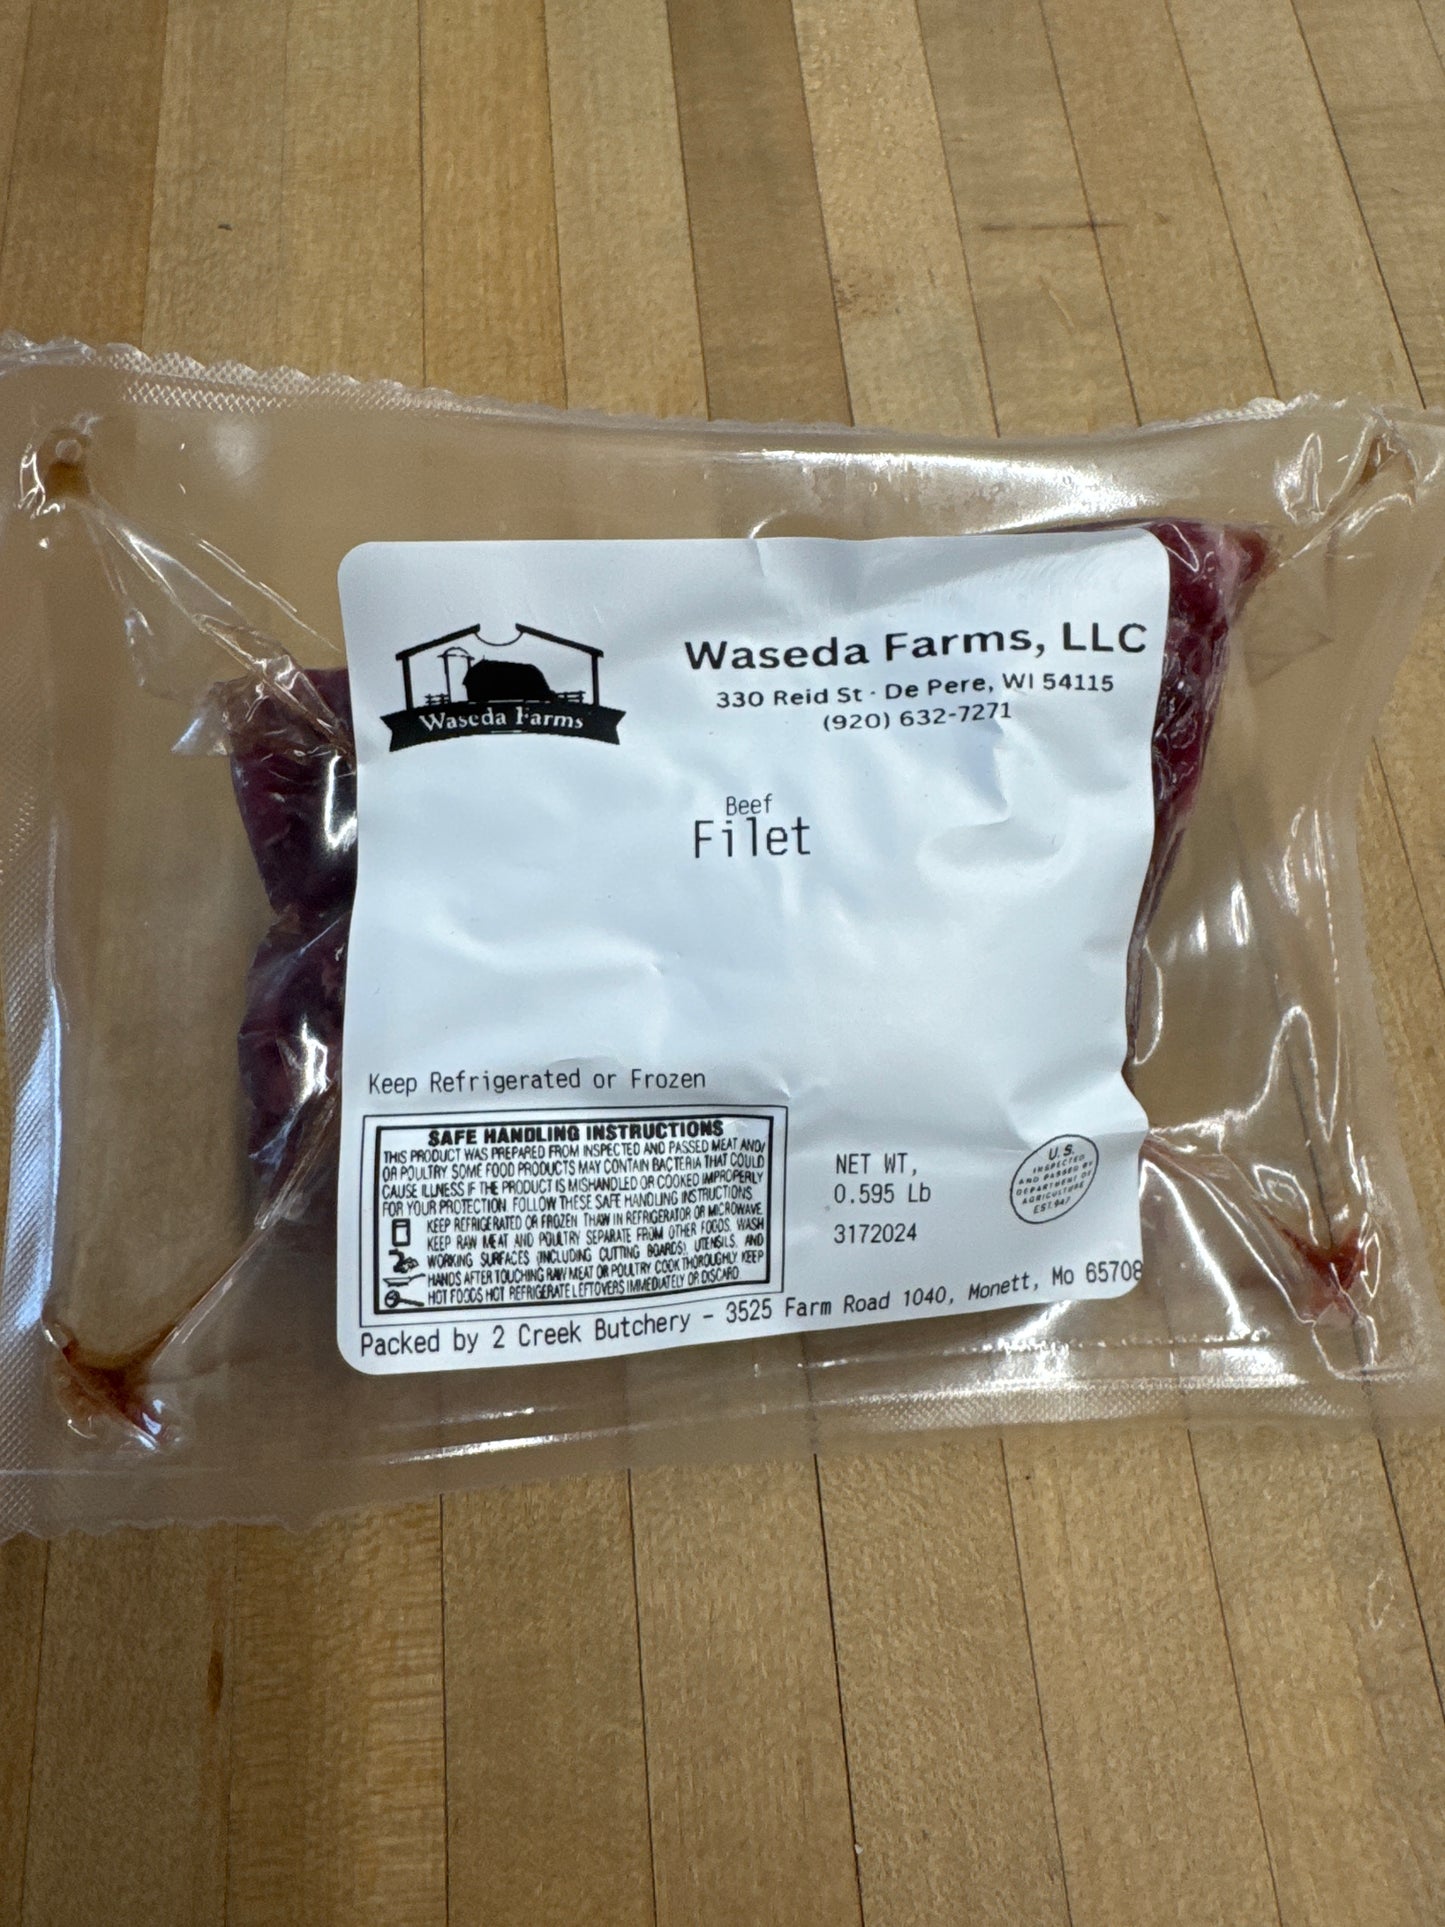 Waseda Farms
Waseda Farms, LLC
330 Reid St · De Pere, WI 54115
(920) 632-7271
Beef
Filet
Keep Refrigerated or Frozen
SAFE HANDLING INSTRUCTIONS
THIS PRODUCT WAS PREPARED FROM INSPECTED AND PASSED MEAT AND/
OR POULTRY SOME FOOD PRODUCTS MAY CONTAIN BACTERIA THAT COULD
CAUSE ILLNESS IF THE PRODUCT IS MISHANDLED OR COOKED IMPROPERLY
FOR YOUR PROTECTION FOLLOW THESE SAFE HANDLING INSTRUCTIONS
KEEP REFRIGERATED OR FROZEN THAW IN REFRIGERATOR OR MICROWAVE
KEEP RAW MEAT AND POULTRY SEPARATE FROM OTHER FOODS. WASH
WORKING SURFACES (INCLUDING CUTTING BOARDS), UTENSILS, AND
HANDS AFTER TOUCHING RAW MEAT OR POULTRY COOK THOROUGHLY KEEP
HOT FOODS HOT REFRIGERATE LEFTOVERS IMMEDIATELY OR DISCARD
NET WT,
0.595 Lb
3172024
U.S.
INSPECTED
AND PASSED BY
DEPARTMENT OF
AGRICULTURE
Packed by 2 Creek Butchery - 3525 Farm Road 1040, Monett, Mo 65708